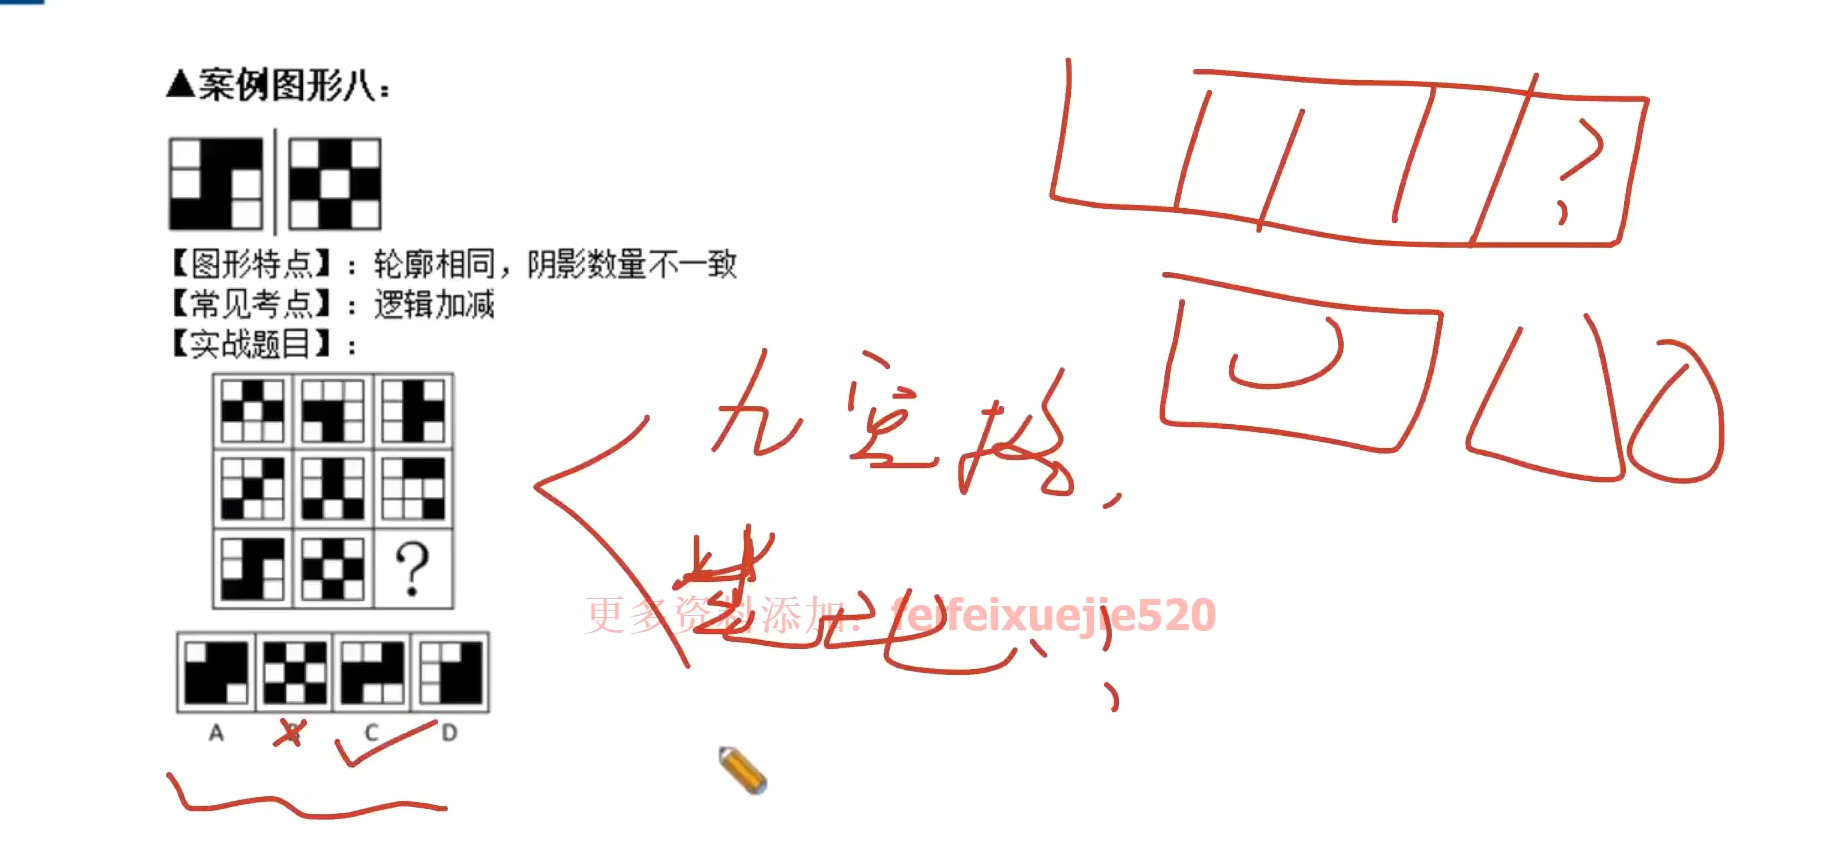 ▲案例图形八：
【图形特点】：轮廓相同，阴影数量不一致
【常见考点】：逻辑加减
【实战题目】：
?
A B C D
九宫格，
?
更多资料添加：feifeixuejie520